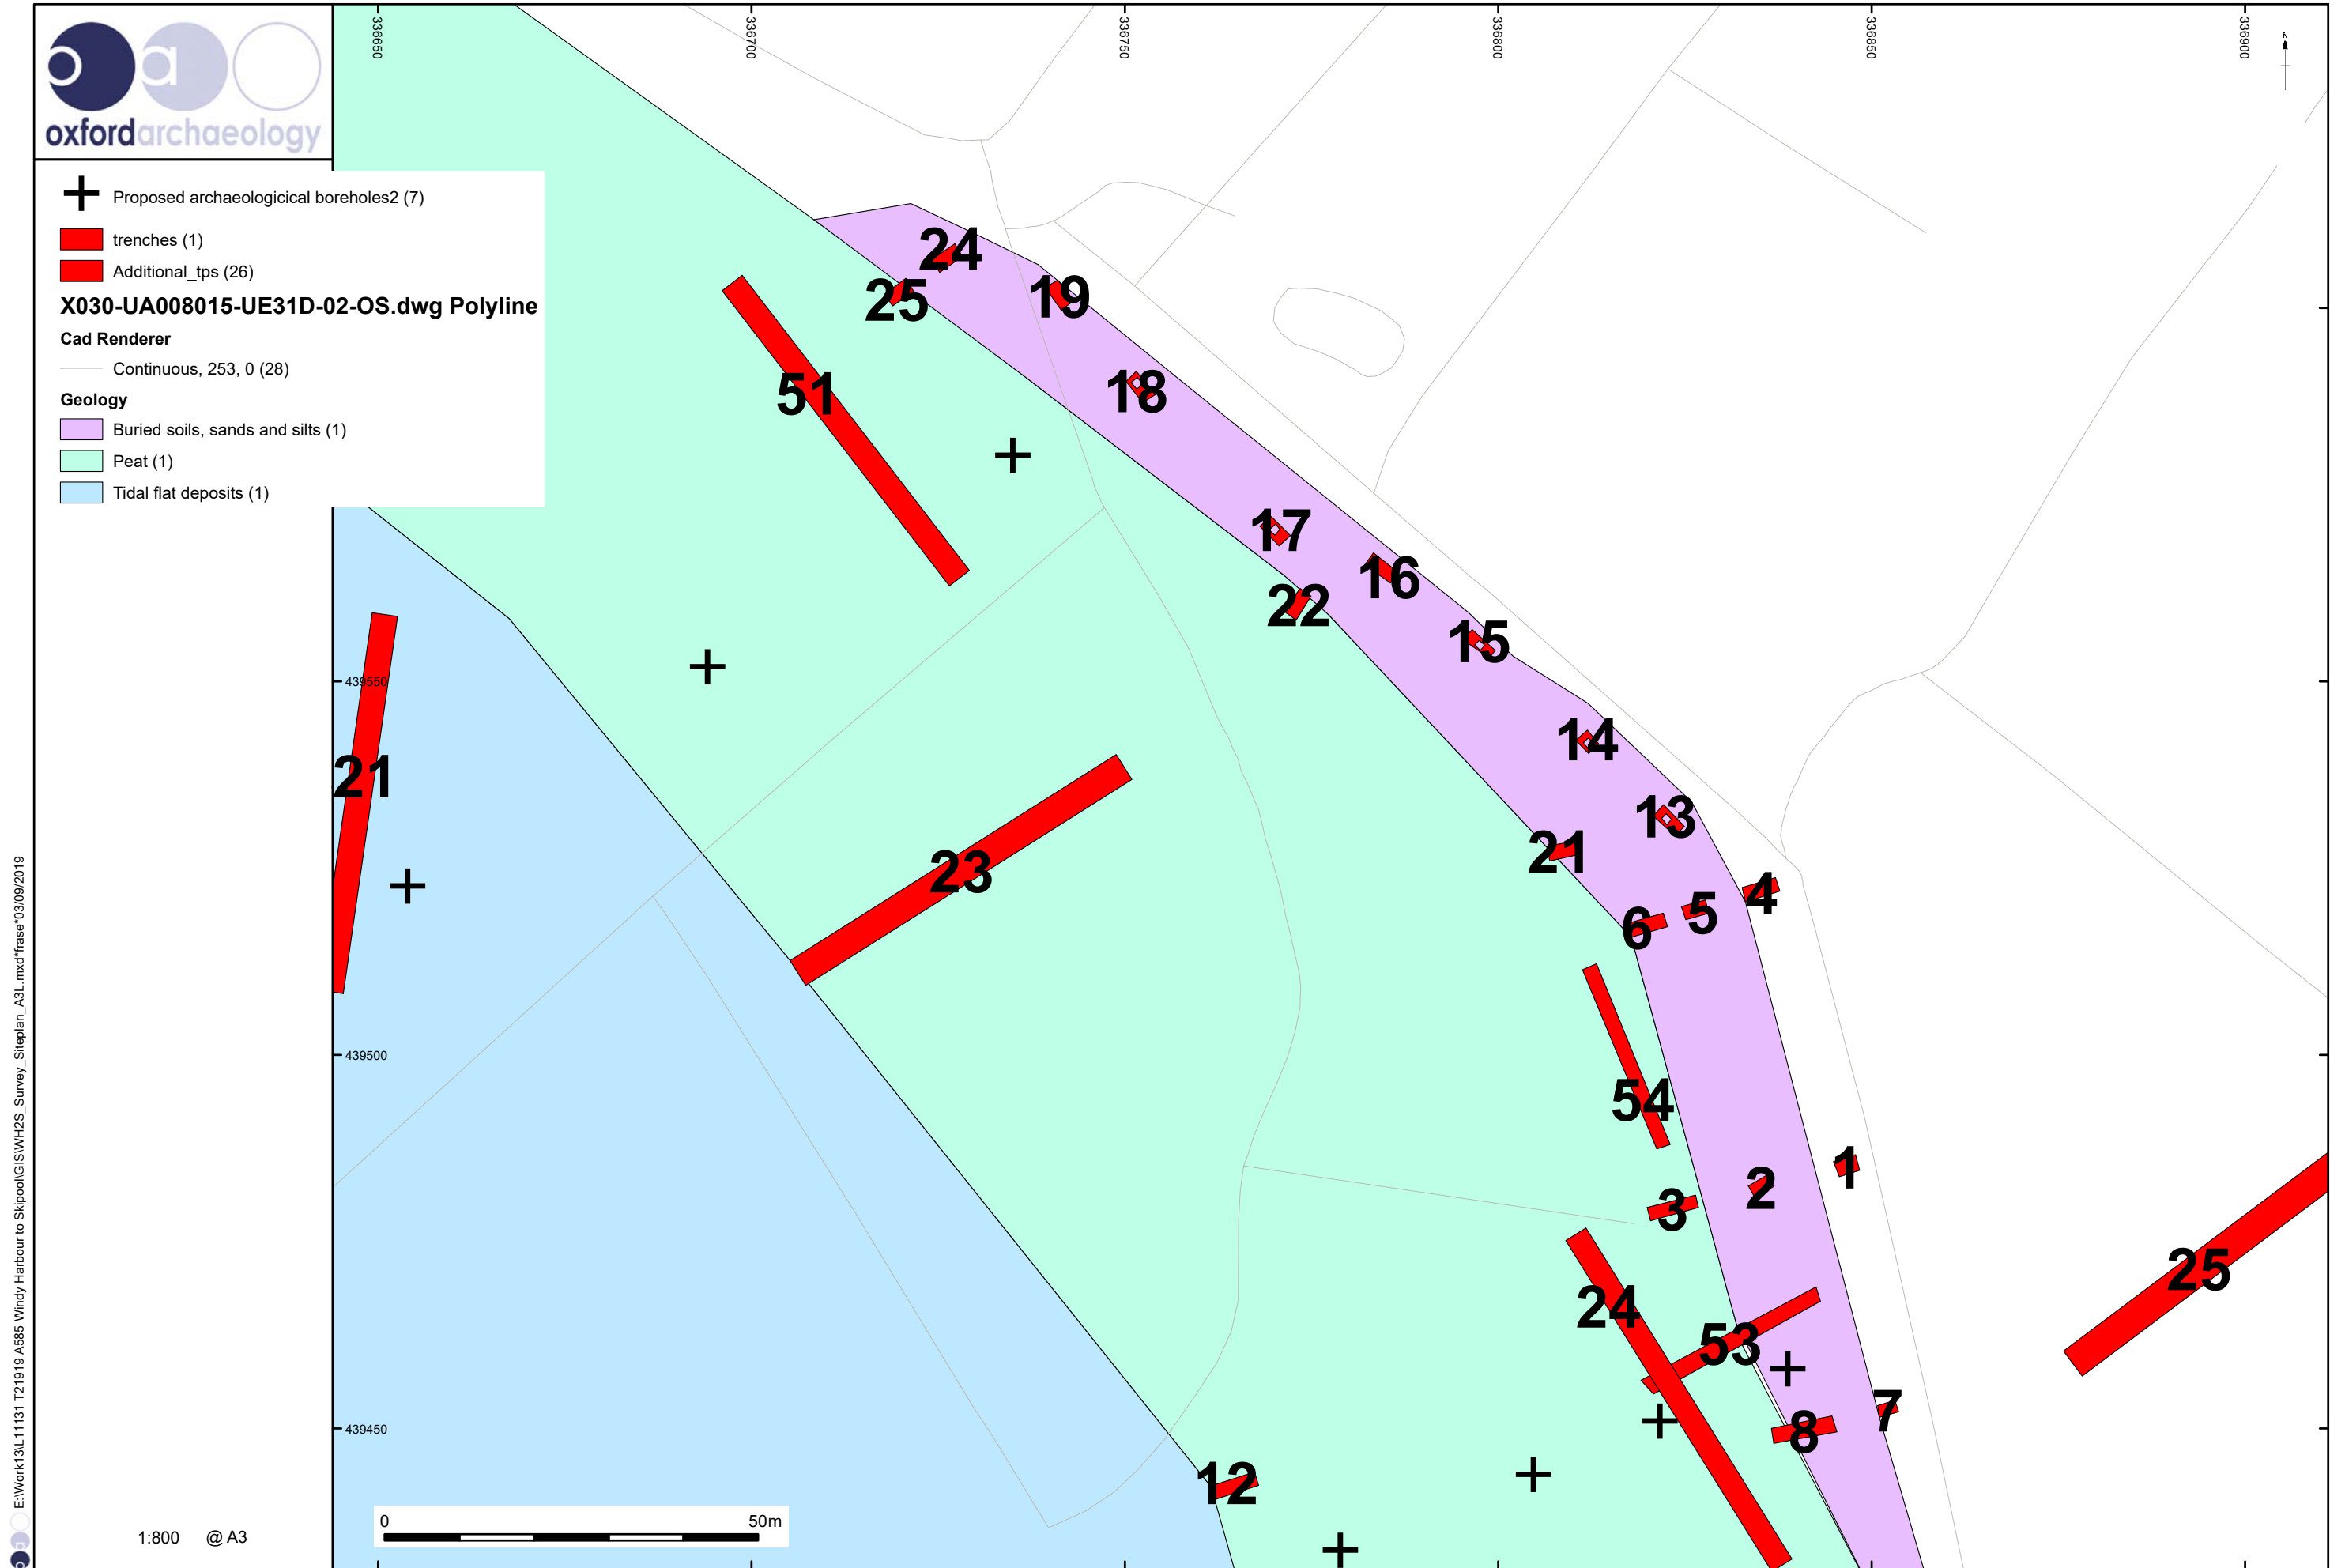 oxfordarchaeology
336650
336700
336750
336800
336850
336900
N
Proposed archaeologicical boreholes2 (7)
trenches (1)
Additional_tps (26)
X030-UA008015-UE31D-02-OS.dwg Polyline
Cad Renderer
Continuous, 253, 0 (28)
Geology
Buried soils, sands and silts (1)
Peat (1)
Tidal flat deposits (1)
24
25
19
51
18
17
16
22
15
439550
14
21
13
21
23
4
5
6
439500
54
1
2
3
25
24
53
7
439450
8
12
0 50m
1:800 @ A3
E:\Work13\L11131 T21919 A585 Windy Harbour to Skipool\GIS\WH2S_Survey_Siteplan_A3L.mxd*frase*03/09/2019